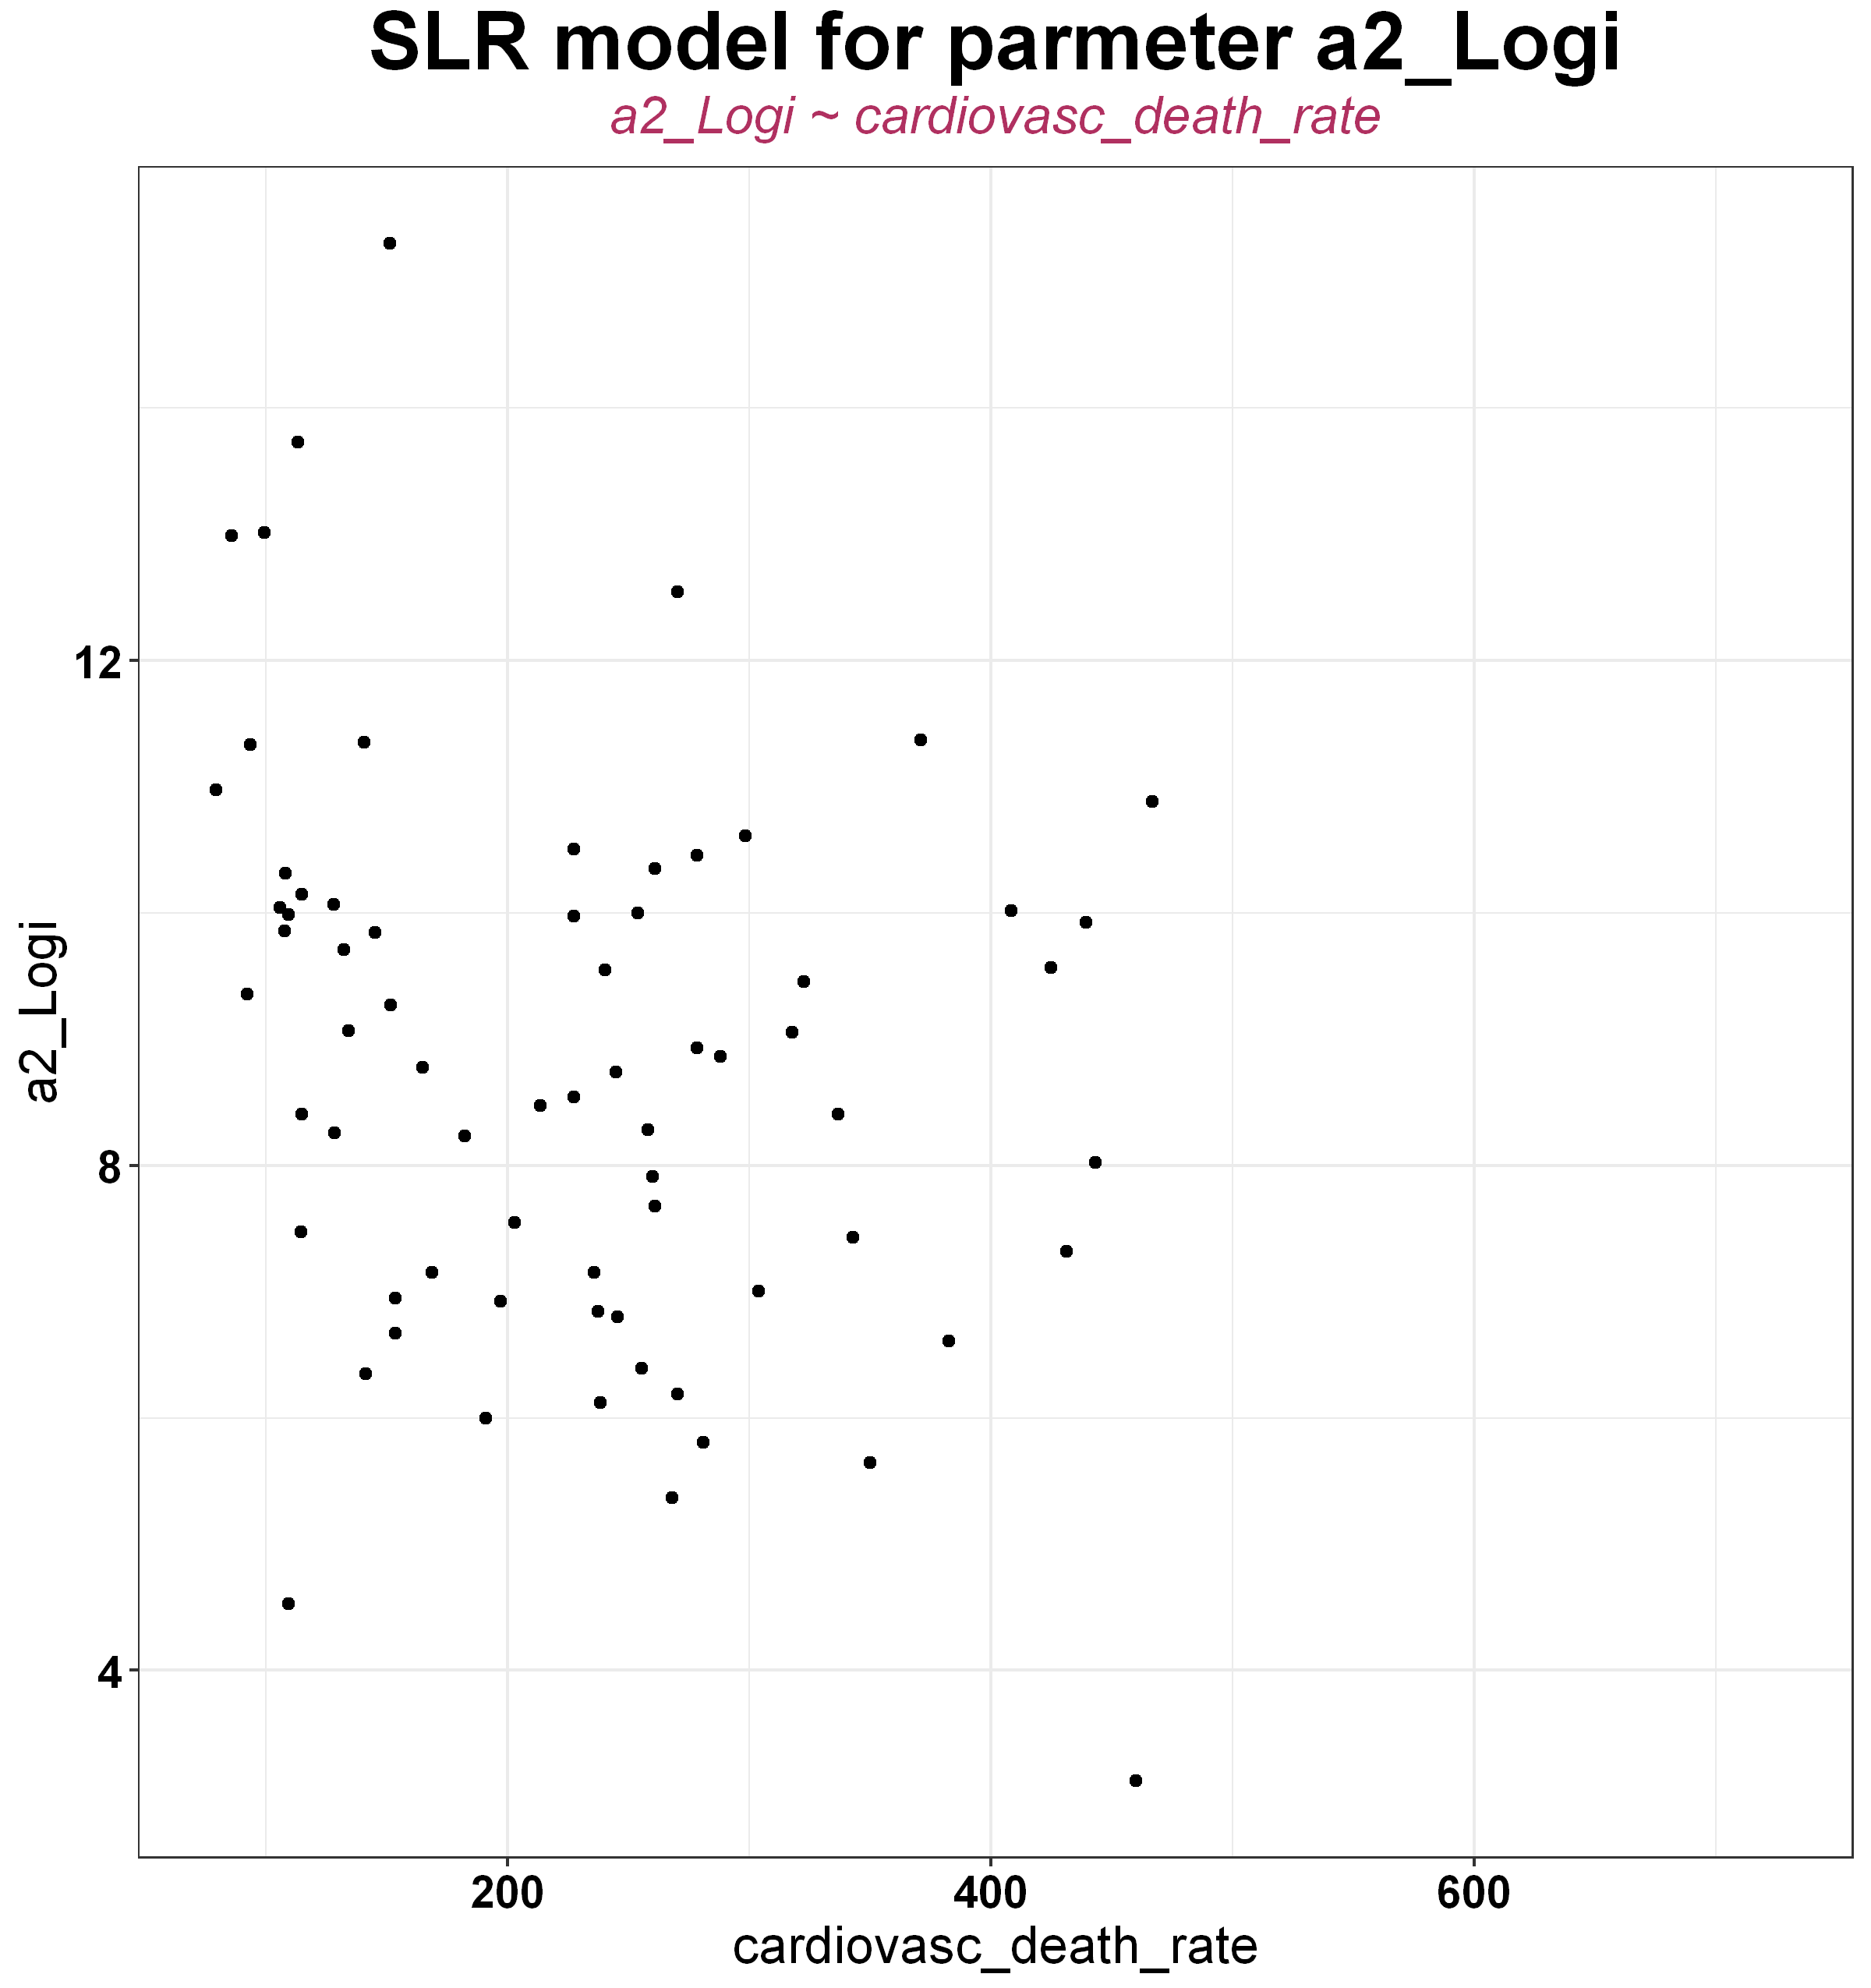 SLR model for parmeter a2_Logi
a2_Logi ~ cardiovasc_death_rate
a2_Logi
12
8
4
200 400 600
cardiovasc_death_rate